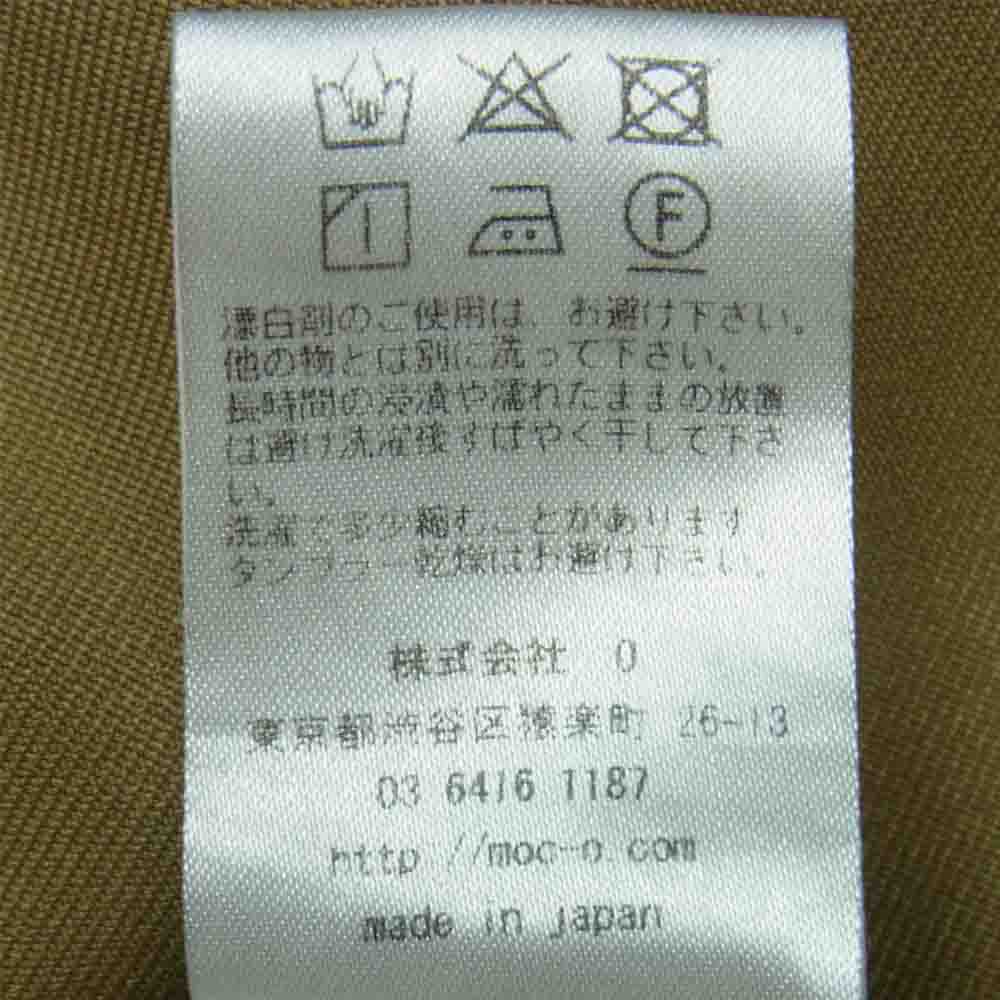 F
漂白剤のご使用は、お避け下さい。
他の物とは別に洗って下さい。
長時間の浸漬や濡れたままの放置
は避け洗濯後すばやく干して下さ
い。
洗濯で多少縮むことがあります
タンブラー乾燥はお避け下さい。
株式会社 0
東京都渋谷区猿楽町 26-13
03 6416 1187
http //moc-o.com
made in japan